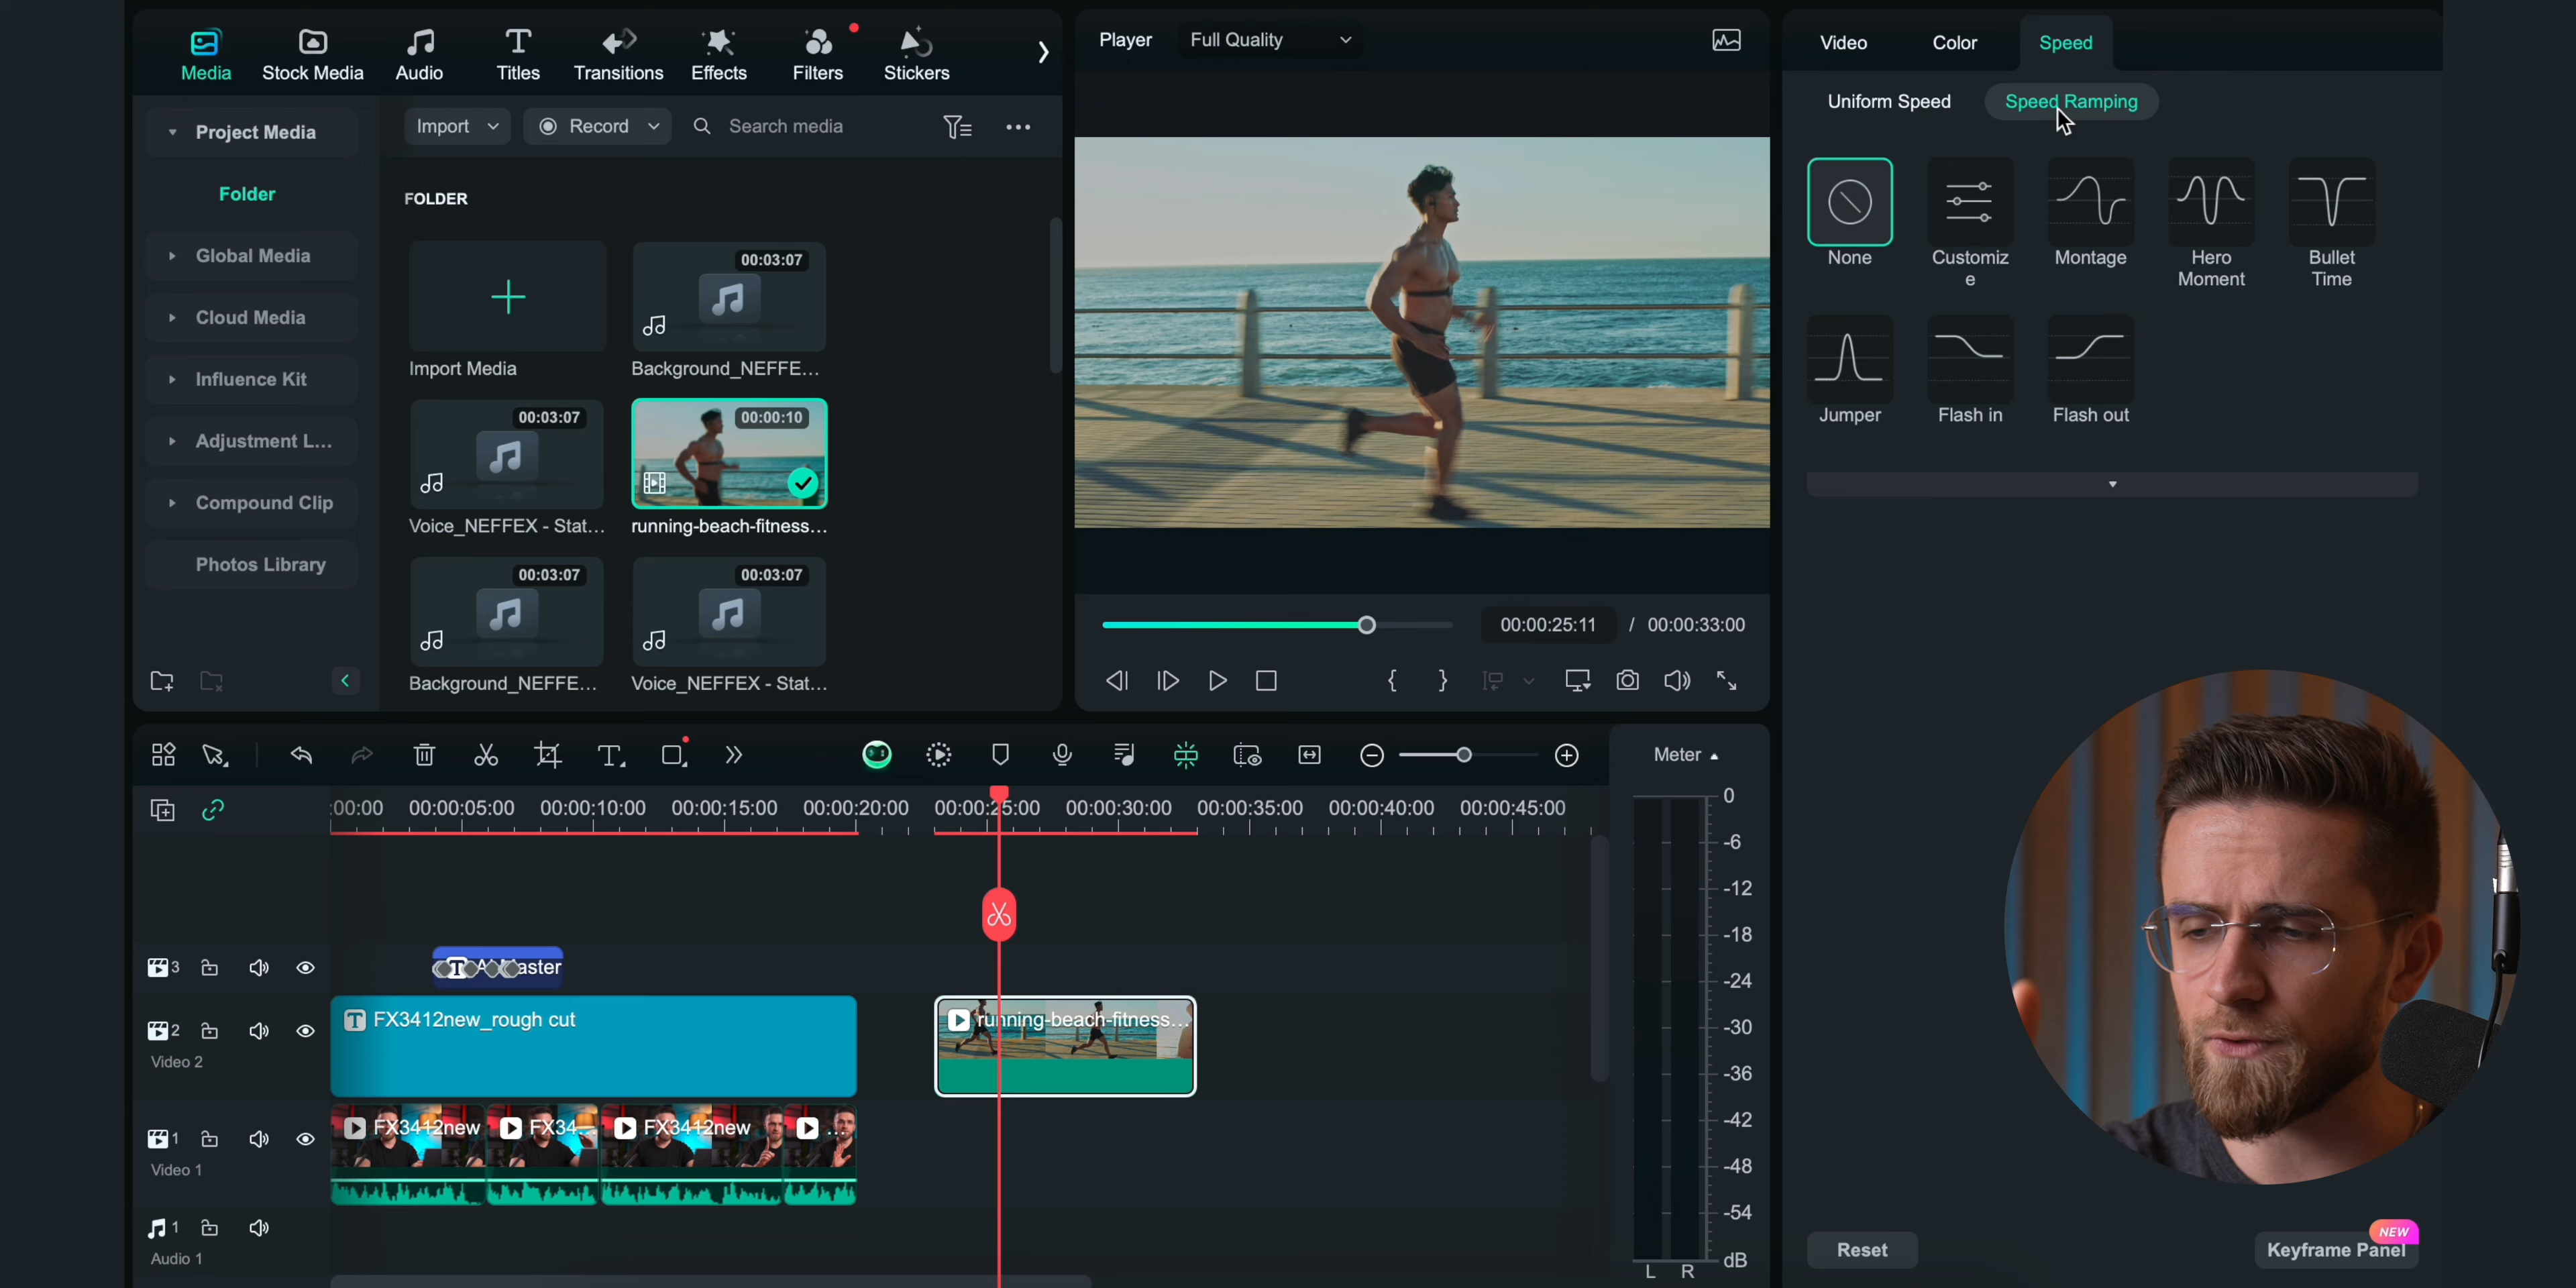 Media
Stock Media
Audio
Titles
Transitions
Effects
Filters
Stickers
Player
Full Quality
Video
Color
Speed
Uniform Speed
Speed Ramping
Project Media
Folder
Global Media
Cloud Media
Influence Kit
Adjustment L...
Compound Clip
Photos Library
Import
Record
Search media
FOLDER
00:03:07
Import Media
Background_NEFFE...
00:03:07
00:00:10
Voice_NEFFEX - Stat...
running-beach-fitness...
00:03:07
00:03:07
Background_NEFFE...
Voice_NEFFEX - Stat...
00:00:25:11 / 00:00:33:00
None
Customiz
e
Montage
Hero
Moment
Bullet
Time
Jumper
Flash in
Flash out
Meter
:00:00
00:00:05:00
00:00:10:00
00:00:15:00
00:00:20:00
00:00:25:00
00:00:30:00
00:00:35:00
00:00:40:00
00:00:45:00
3
2
FX3412new_rough cut
running-beach-fitness...
Video 2
1
FX3412new
FX34...
FX3412new
...
Video 1
1
Audio 1
0
-6
-12
-18
-24
-30
-36
-42
-48
-54
dB
L R
Reset
NEW
Keyframe Panel